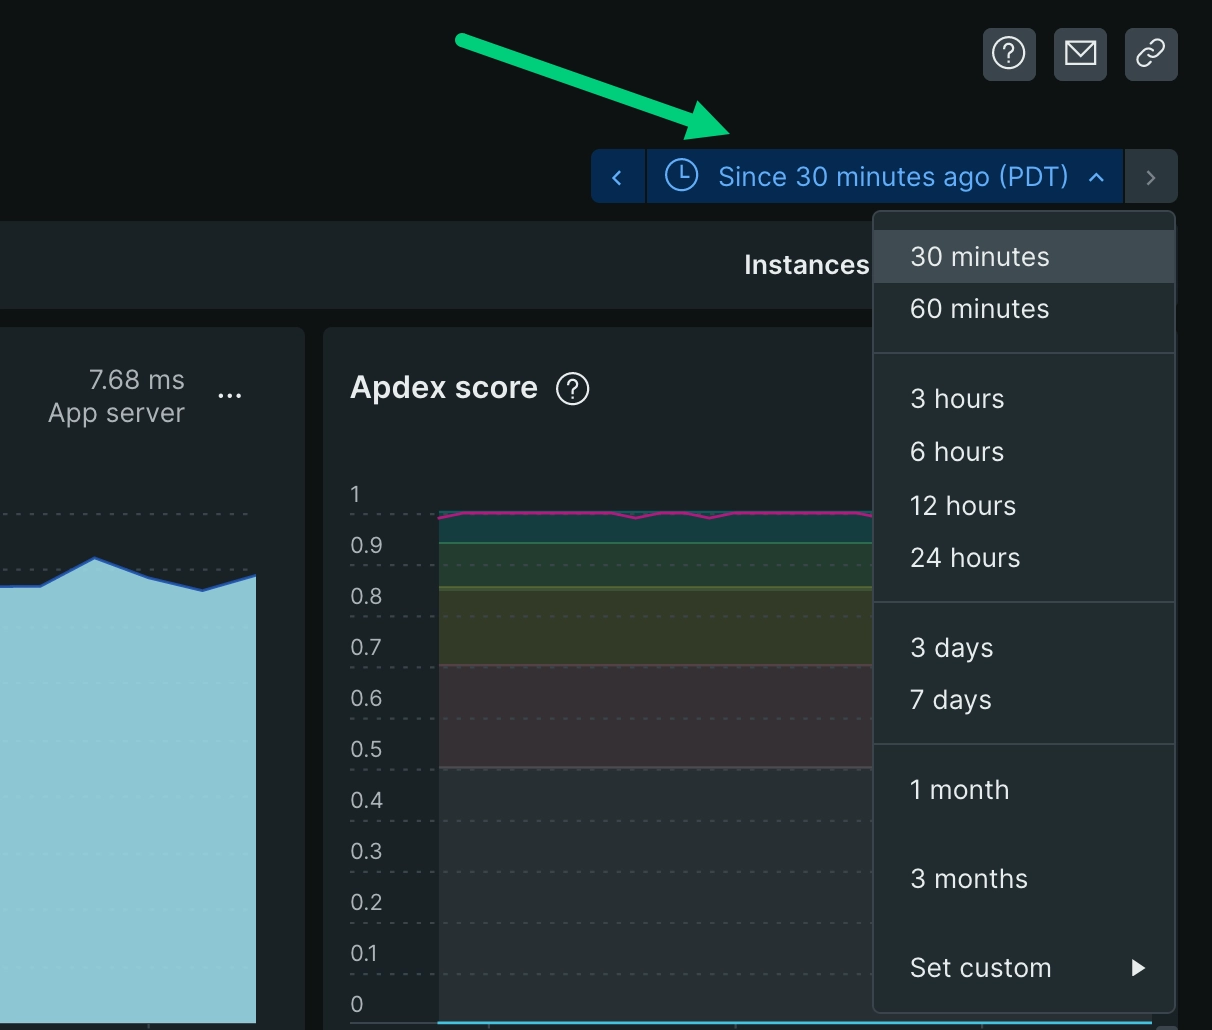 Since 30 minutes ago (PDT)
Instances
30 minutes
60 minutes
3 hours
6 hours
12 hours
24 hours
3 days
7 days
1 month
3 months
Set custom
7.68 ms
App server
...
Apdex score ?
1
0.9
0.8
0.7
0.6
0.5
0.4
0.3
0.2
0.1
0